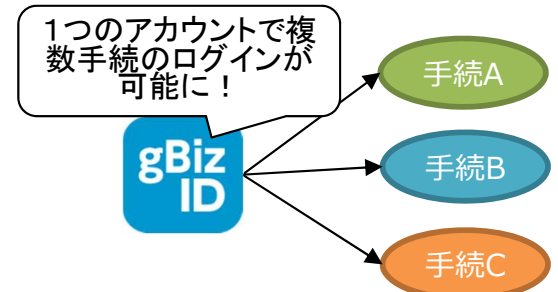 １つのアカウントで複
数手続のログインが
可能に！
gBiz
ID
手続A
手続B
手続C